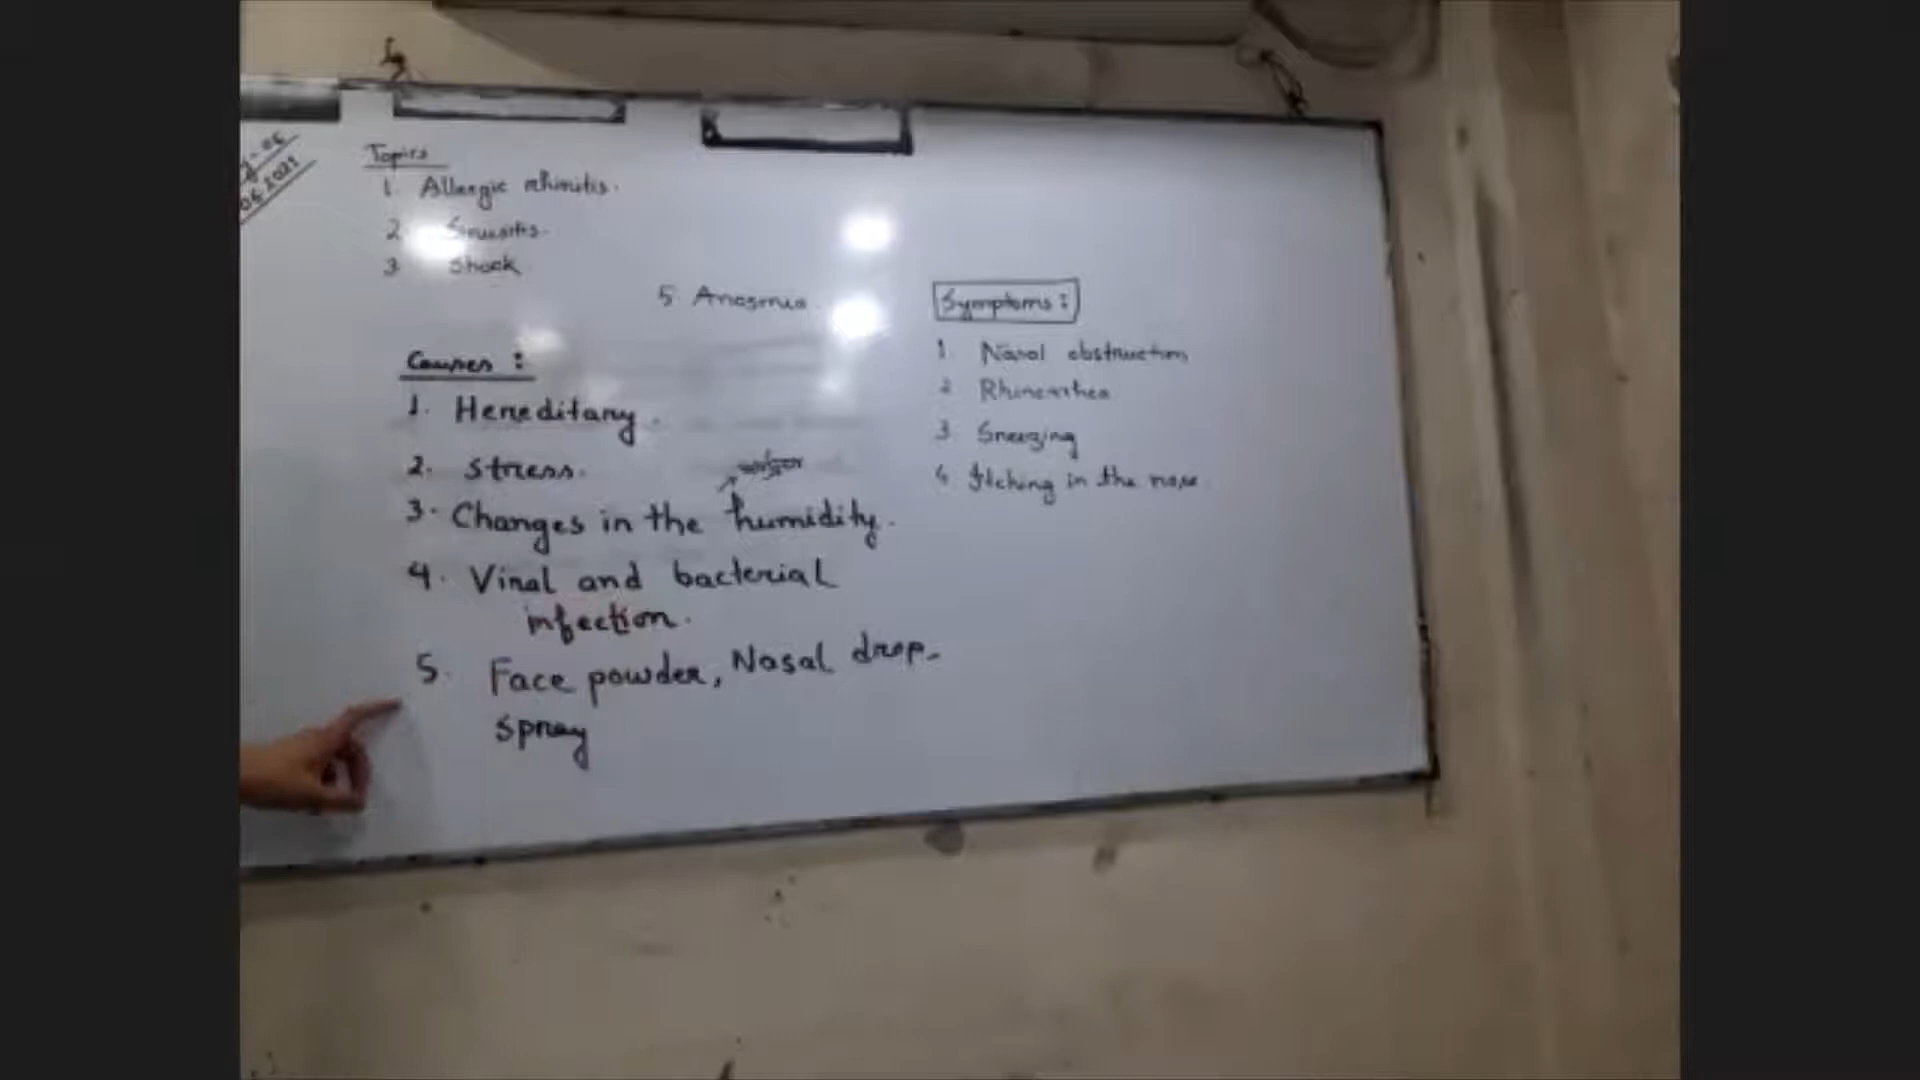 Topics
1. Allergic rhinitis.
2. Sinusitis.
3. Shock
Causes :
1. Hereditary.
2. Stress.
3. Changes in the humidity.
4. Viral and bacterial
infection.
5. Face powder, Nasal drop.
spray
Symptoms :
1. Nasal obstruction
2. Rhinorrhea
3. Sneezing
4. Itching in the nose
5 Anosmia.